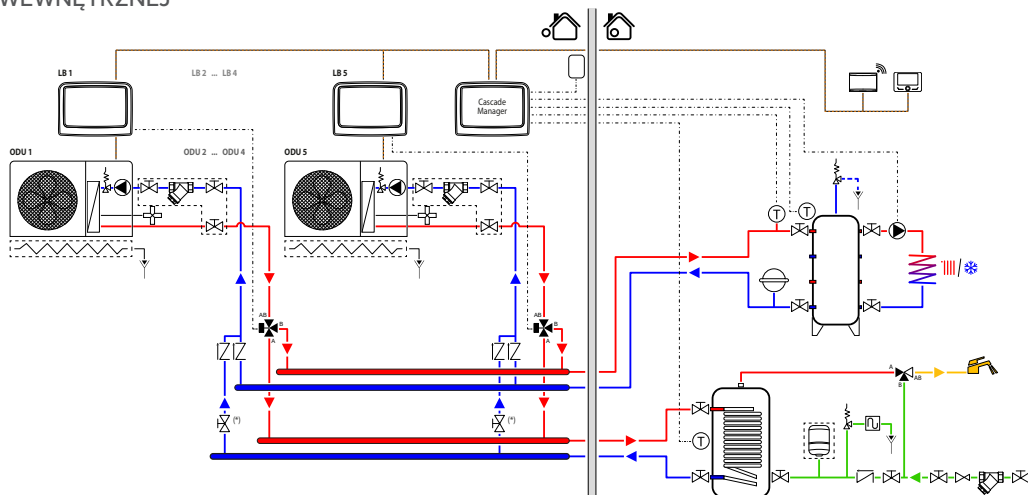 WEWNĘTRZNEJ
LB 1
LB 2 ... LB 4
LB 5
Cascade
Manager
ODU 1
ODU 2 ... ODU 4
ODU 5
T
T
/
AB
B
A
AB
B
A
A
AB
B
(*)
(*)
T